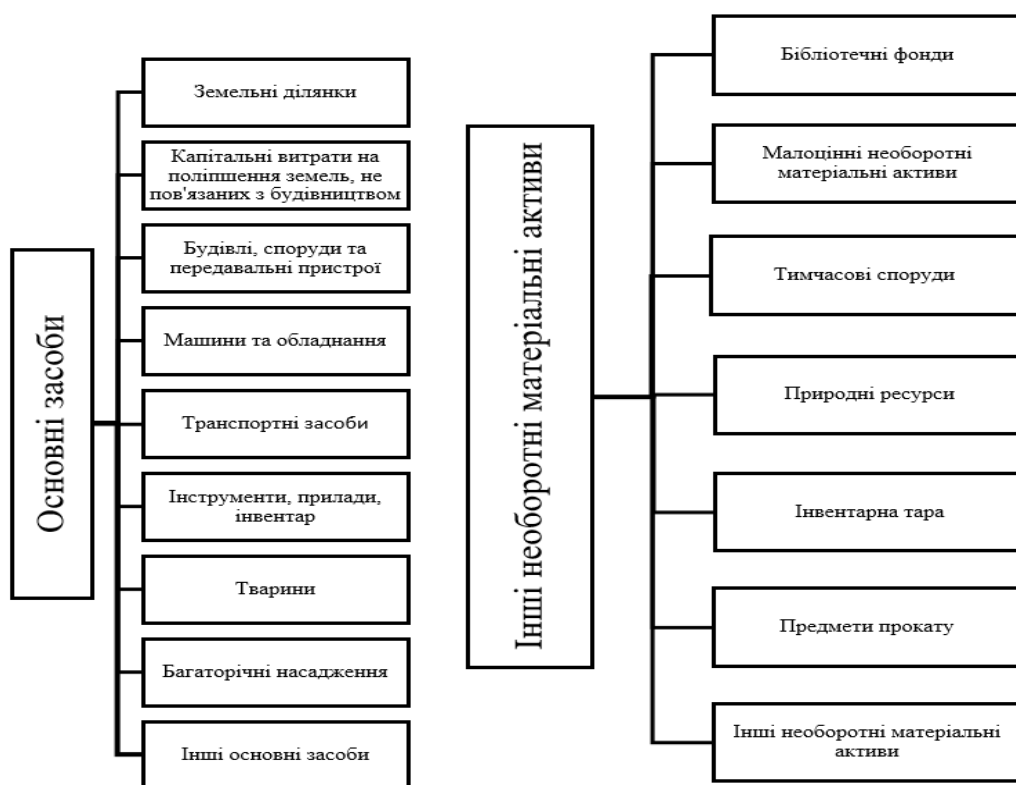 Основні засоби
Земельні ділянки
Капітальні витрати на
поліпшення земель, не
пов'язаних з будівництвом
Будівлі, споруди та
передавальні пристрої
Машини та обладнання
Транспортні засоби
Інструменти, прилади,
інвентар
Тварини
Багаторічні насадження
Інші основні засоби
Інші необоротні матеріальні активи
Бібліотечні фонди
Малоцінні необоротні
матеріальні активи
Тимчасові споруди
Природні ресурси
Інвентарна тара
Предмети прокату
Інші необоротні матеріальні
активи